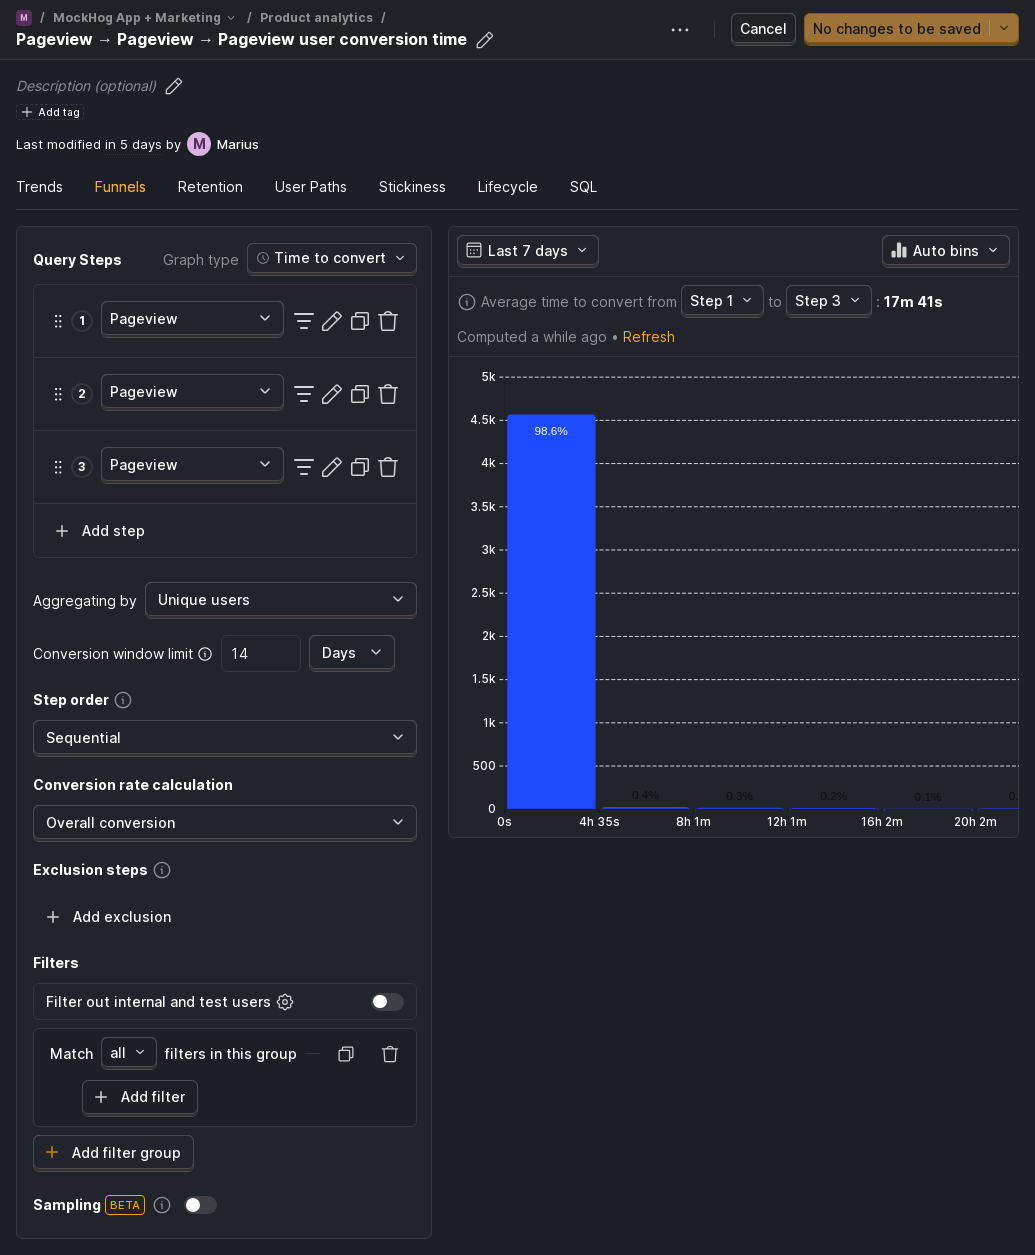 M / MockHog App + Marketing / Product analytics /
Pageview → Pageview → Pageview user conversion time
Cancel
No changes to be saved
Description (optional)
Add tag
Last modified in 5 days by M Marius
Trends Funnels Retention User Paths Stickiness Lifecycle SQL
Query Steps Graph type Time to convert
1 Pageview
2 Pageview
3 Pageview
Add step
Aggregating by Unique users
Conversion window limit 14 Days
Step order
Sequential
Conversion rate calculation
Overall conversion
Exclusion steps
Add exclusion
Filters
Filter out internal and test users
Match all filters in this group
Add filter
Add filter group
Sampling BETA
Last 7 days Auto bins
Average time to convert from Step 1 to Step 3 : 17m 41s
Computed a while ago • Refresh
5k
4.5k
98.6%
4k
3.5k
3k
2.5k
2k
1.5k
1k
500
0.4% 0.3% 0.2% 0.1% 0.
0
0s 4h 35s 8h 1m 12h 1m 16h 2m 20h 2m